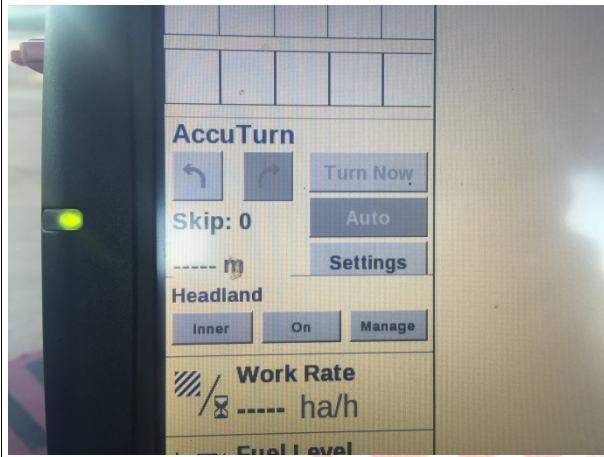 AccuTurn
Turn Now
Skip: 0
Auto
----- m
Settings
Headland
Inner
On
Manage
Work Rate
----- ha/h
Fuel Level